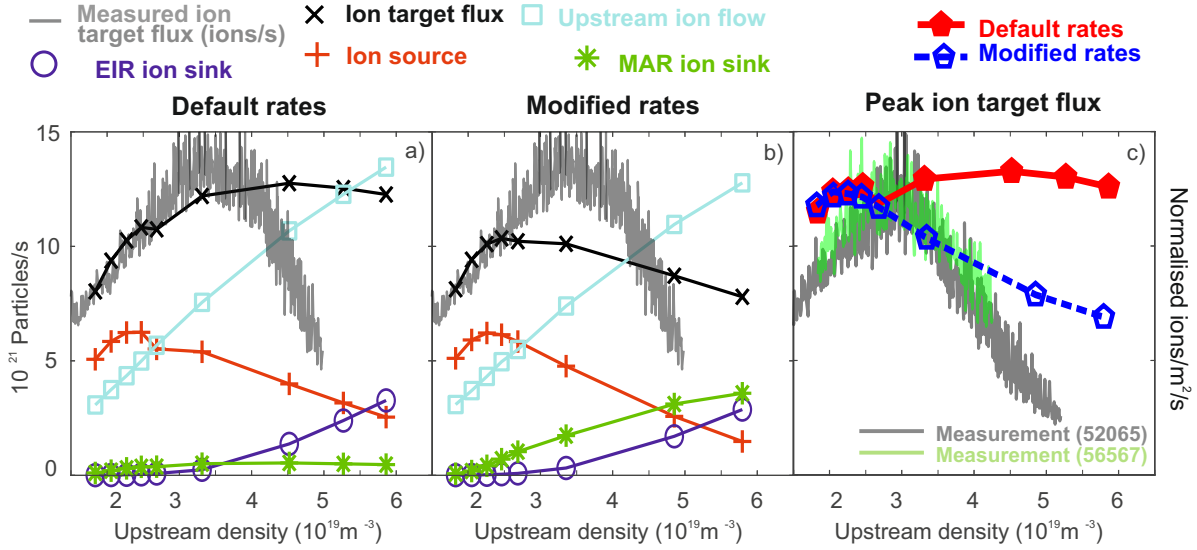 Measured ion
target flux (ions/s)
Ion target flux
Upstream ion flow
EIR ion sink
Ion source
MAR ion sink
Default rates
Modified rates
Default rates
Modified rates
Peak ion target flux
15
10
5
0
10 21 Particles/s
a)
b)
c)
2 3 4 5 6
2 3 4 5 6
2 3 4 5 6
Measurement (52065)
Measurement (56567)
Normalised ions/m²/s
Upstream density (10¹⁹m ⁻³)
Upstream density (10¹⁹m ⁻³)
Upstream density (10¹⁹m ⁻³)